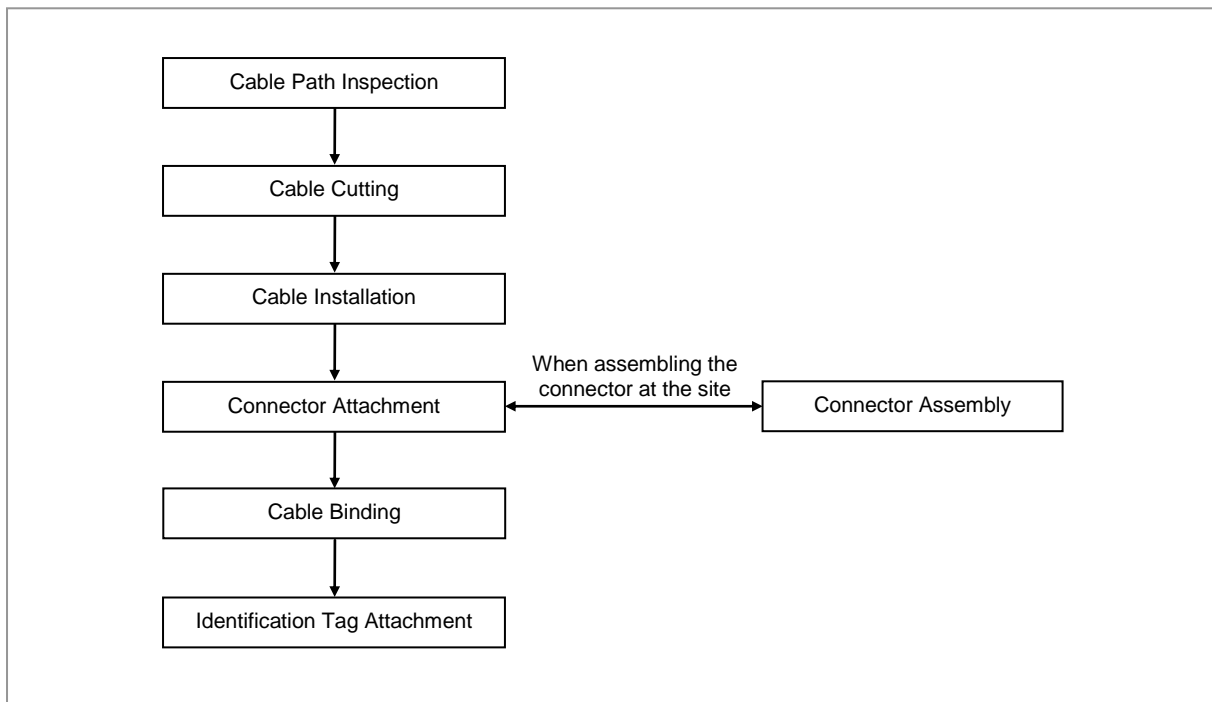 Cable Path Inspection
Cable Cutting
Cable Installation
When assembling the
connector at the site
Connector Attachment
Connector Assembly
Cable Binding
Identification Tag Attachment